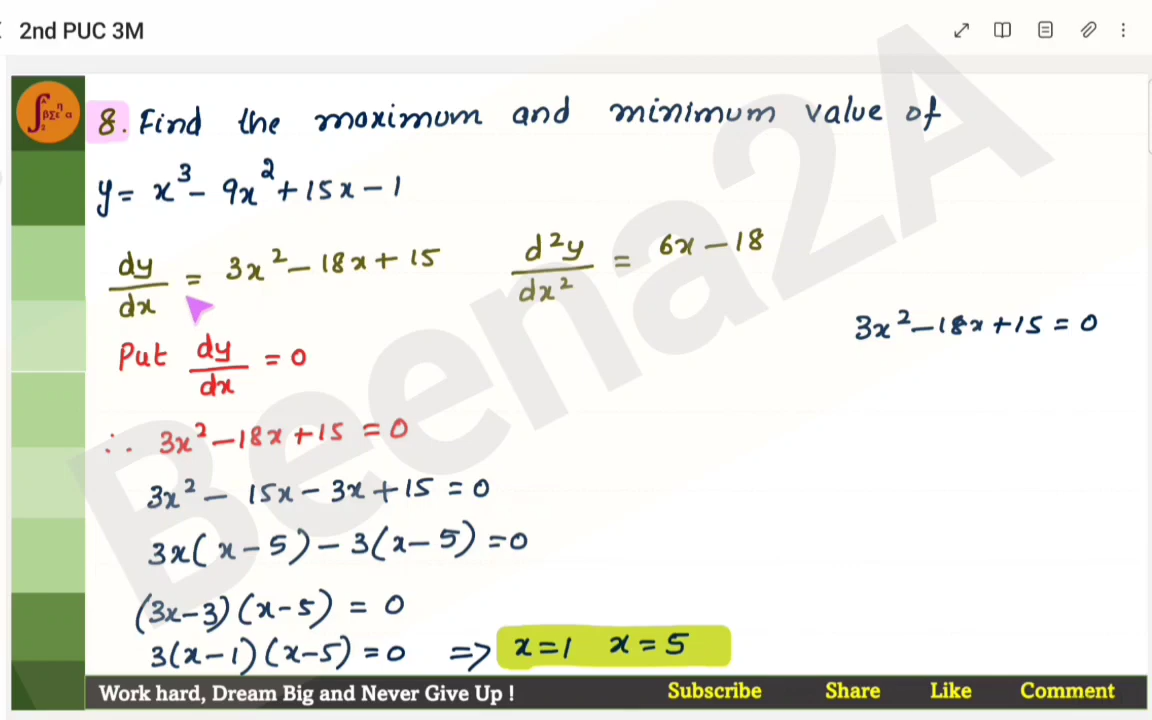 2nd PUC 3M
8. Find the maximum and minimum value of
y = x³ - 9x² + 15x - 1
dy/dx = 3x² - 18x + 15 d²y/dx² = 6x - 18
3x² - 18x + 15 = 0
Put dy/dx = 0
∴ 3x² - 18x + 15 = 0
3x² - 15x - 3x + 15 = 0
3x(x - 5) - 3(x - 5) = 0
(3x - 3)(x - 5) = 0
3(x - 1)(x - 5) = 0 => x = 1 x = 5
Beena2A
Work hard, Dream Big and Never Give Up ! Subscribe Share Like Comment